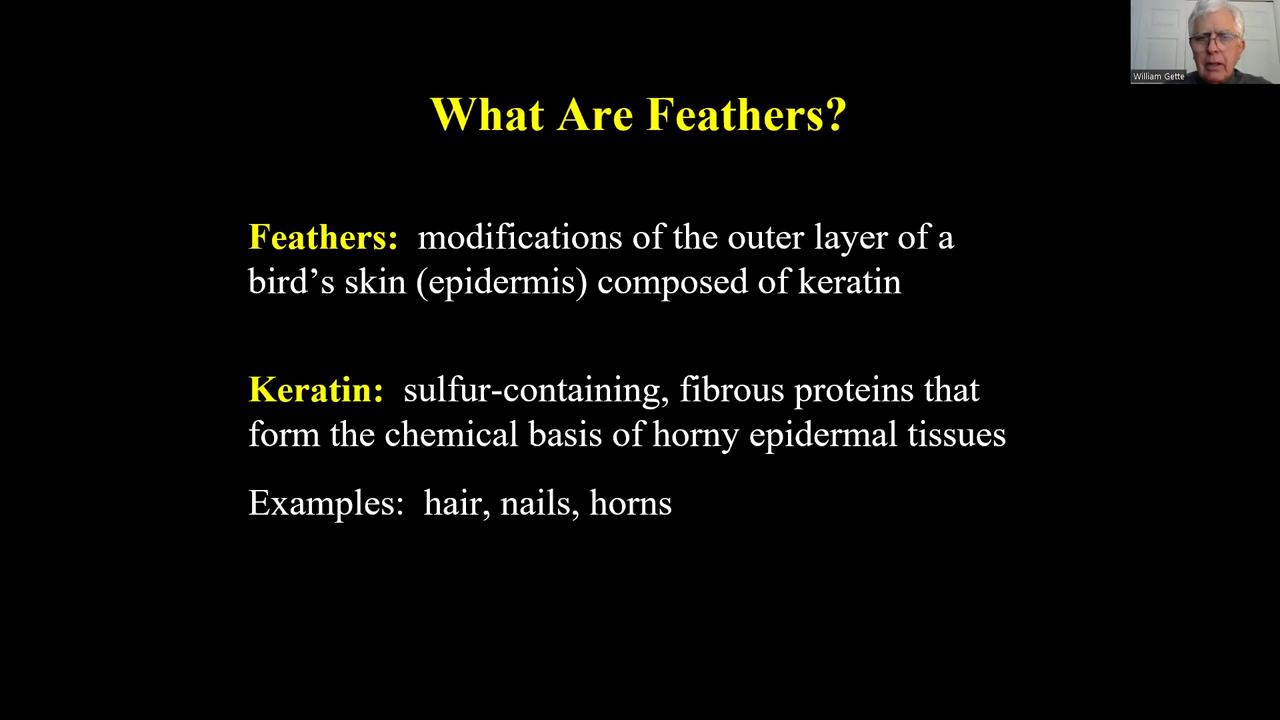 William Gette
What Are Feathers?
Feathers: modifications of the outer layer of a
bird’s skin (epidermis) composed of keratin
Keratin: sulfur-containing, fibrous proteins that
form the chemical basis of horny epidermal tissues
Examples: hair, nails, horns